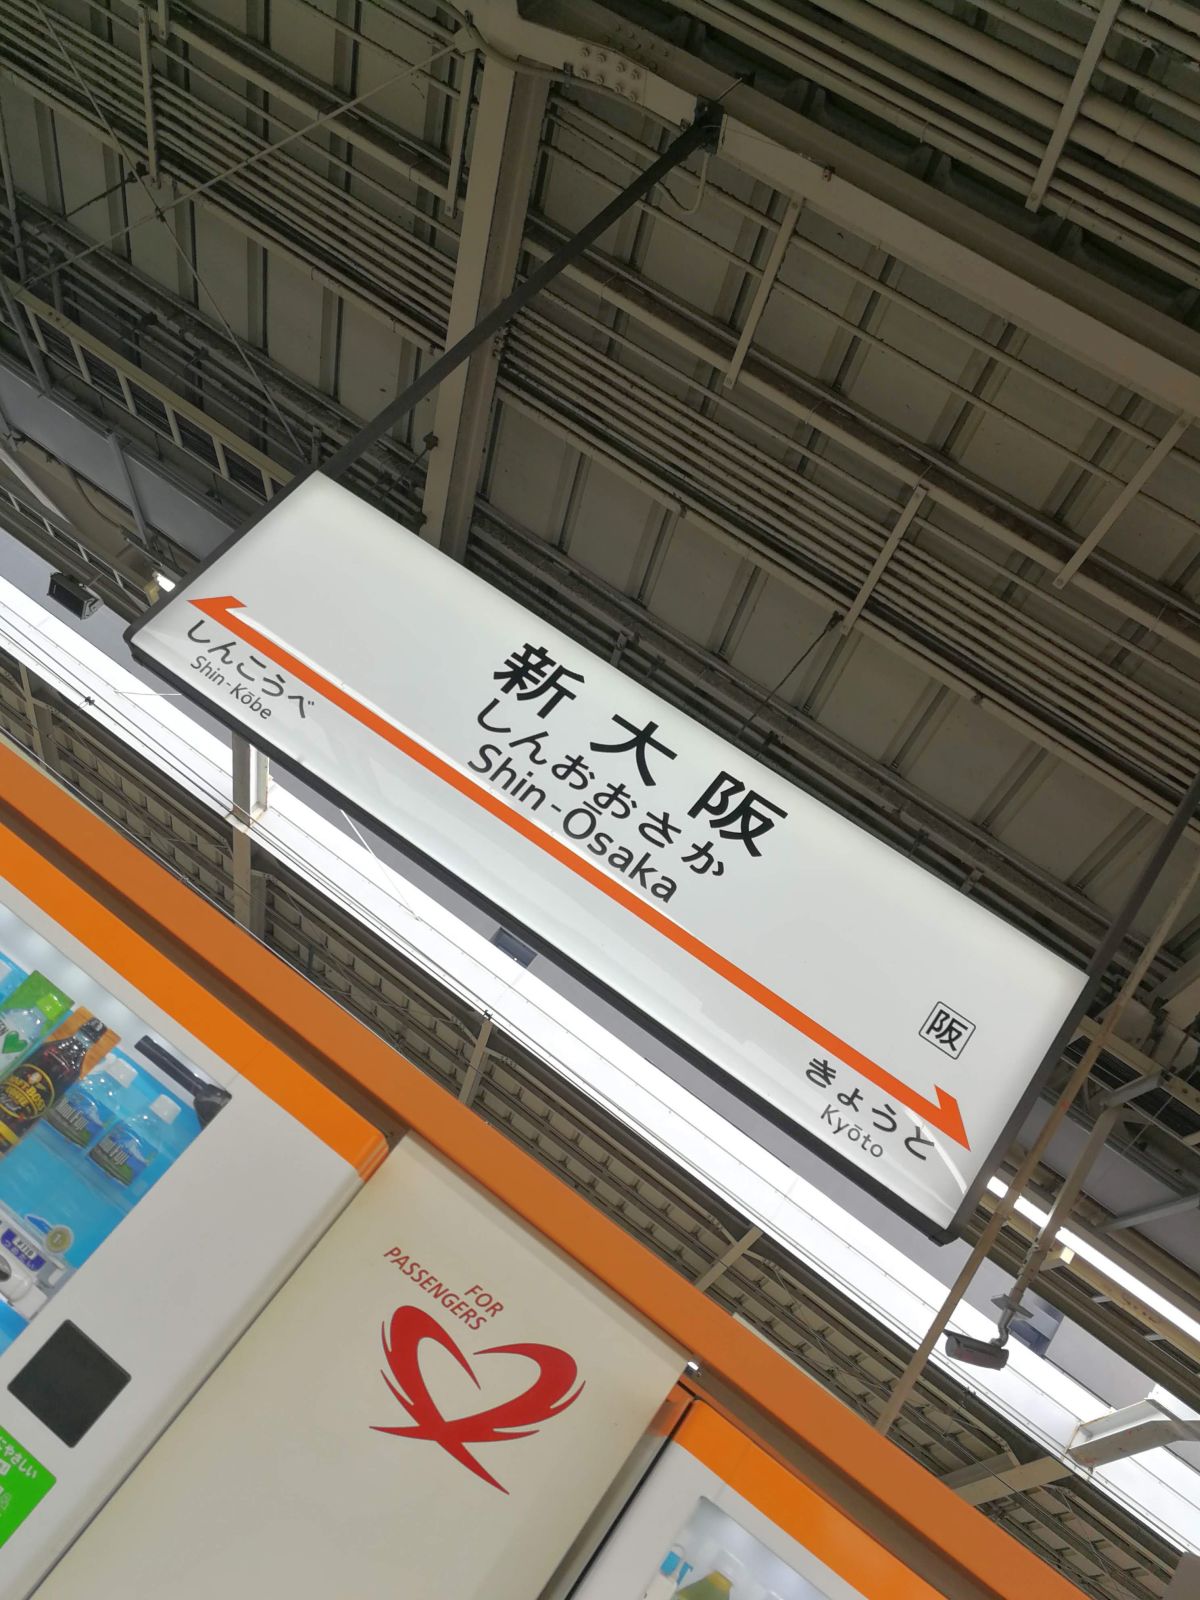 新大阪
しんおおさか
Shin-Ōsaka
しんこうべ
Shin-Kōbe
阪
きょうと
Kyōto
FOR
PASSENGERS